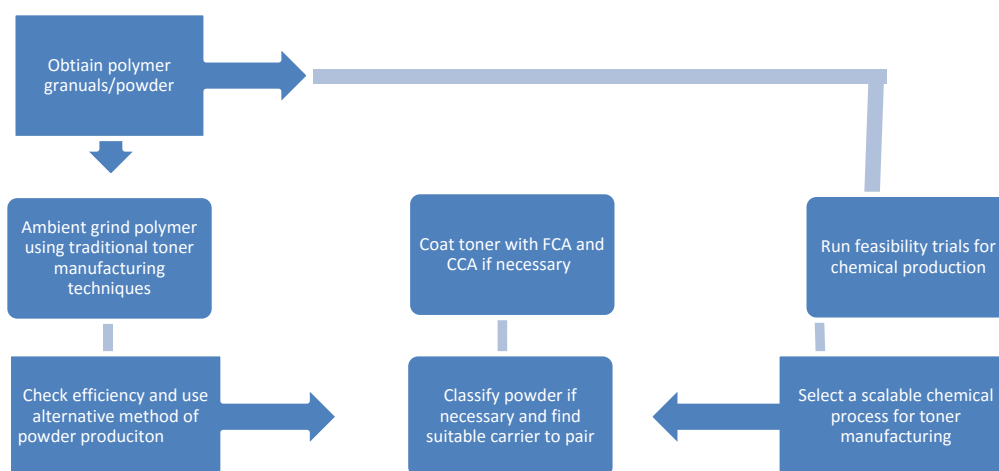 Obtiain polymer
granuals/powder
Ambient grind polymer
using traditional toner
manufacturing
techniques
Coat toner with FCA and
CCA if necessary
Run feasibility trials for
chemical production
Check efficiency and use
alternative method of
powder produciton
Classify powder if
necessary and find
suitable carrier to pair
Select a scalable chemical
process for toner
manufacturing